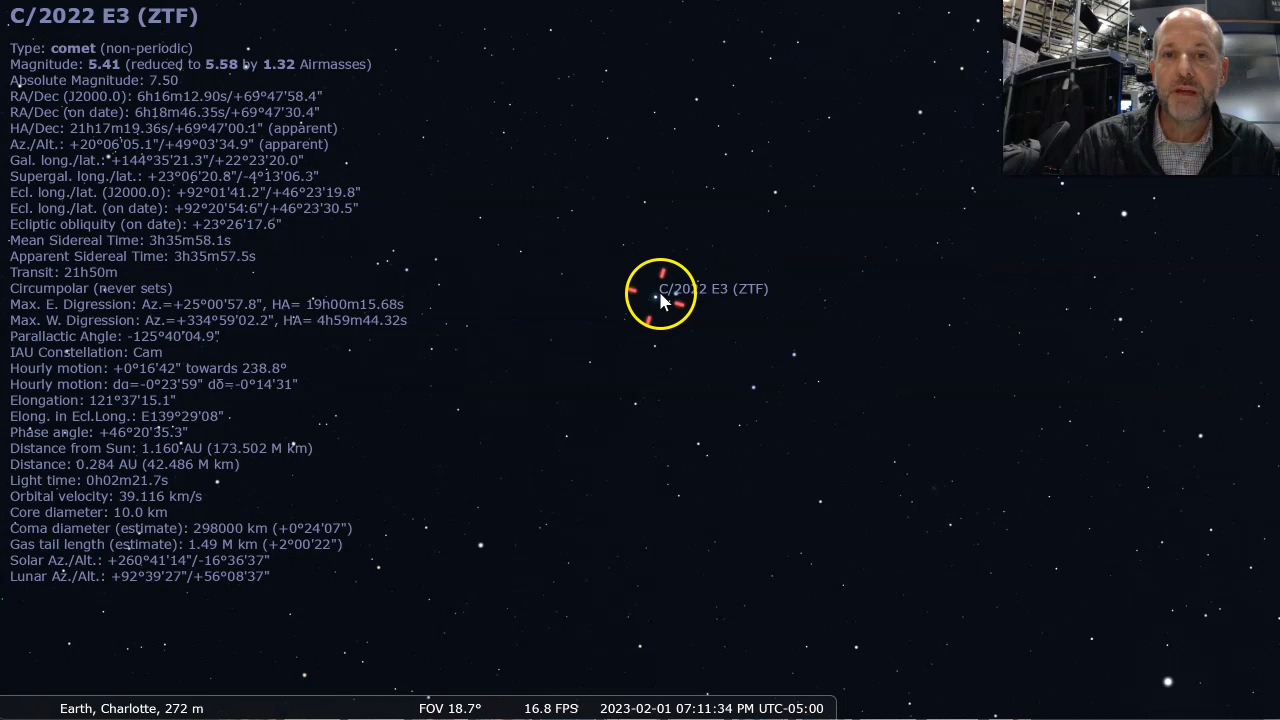 C/2022 E3 (ZTF)
Type: comet (non-periodic)
Magnitude: 5.41 (reduced to 5.58 by 1.32 Airmasses)
Absolute Magnitude: 7.50
RA/Dec (J2000.0): 6h16m12.90s/+69°47'58.4"
RA/Dec (on date): 6h18m46.35s/+69°47'30.4"
HA/Dec: 21h17m19.36s/+69°47'00.1" (apparent)
Az./Alt.: +20°06'05.1"/+49°03'34.9" (apparent)
Gal. long./lat.: +144°35'21.3"/+22°23'20.0"
Supergal. long./lat.: +23°06'20.8"/-4°13'06.3"
Ecl. long./lat. (J2000.0): +92°01'41.2"/+46°23'19.8"
Ecl. long./lat. (on date): +92°20'54.6"/+46°23'30.5"
Ecliptic obliquity (on date): +23°26'17.6"
Mean Sidereal Time: 3h35m58.1s
Apparent Sidereal Time: 3h35m57.5s
Transit: 21h50m
Circumpolar (never sets)
Max. E. Digression: Az.=+25°00'57.8", HA= 19h00m15.68s
Max. W. Digression: Az.=+334°59'02.2", HA= 4h59m44.32s
Parallactic Angle: -125°40'04.9"
IAU Constellation: Cam
Hourly motion: +0°16'42" towards 238.8°
Hourly motion: dα=-0°23'59" dδ=-0°14'31"
Elongation: 121°37'15.1"
Elong. in Ecl.Long.: E139°29'08"
Phase angle: +46°20'35.3"
Distance from Sun: 1.160 AU (173.502 M km)
Distance: 0.284 AU (42.486 M km)
Light time: 0h02m21.7s
Orbital velocity: 39.116 km/s
Core diameter: 10.0 km
Coma diameter (estimate): 298000 km (+0°24'07")
Gas tail length (estimate): 1.49 M km (+2°00'22")
Solar Az./Alt.: +260°41'14"/-16°36'37"
Lunar Az./Alt.: +92°39'27"/+56°08'37"
C/2022 E3 (ZTF)
Earth, Charlotte, 272 m FOV 18.7° 16.8 FPS 2023-02-01 07:11:34 PM UTC-05:00